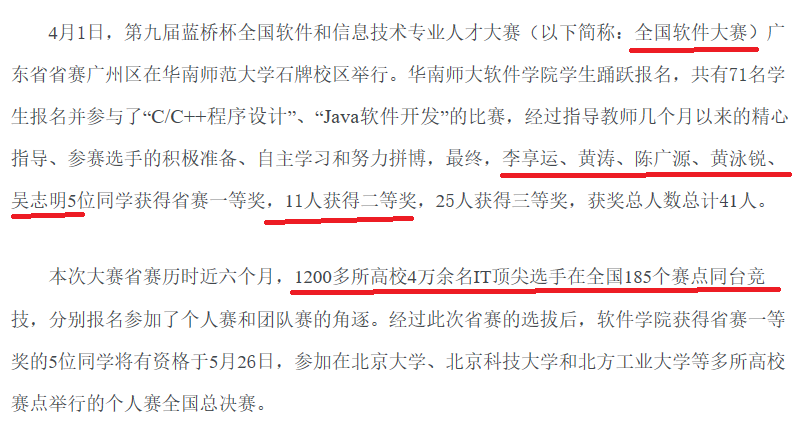 4月1日，第九届蓝桥杯全国软件和信息技术专业人才大赛（以下简称：全国软件大赛）广
东省省赛广州区在华南师范大学石牌校区举行。华南师大软件学院学生踊跃报名，共有71名学
生报名并参与了“C/C++程序设计”、“Java软件开发”的比赛，经过指导教师几个月以来的精心
指导、参赛选手的积极准备、自主学习和努力拼博，最终，李享运、黄涛、陈广源、黄泳锐、
吴志明5位同学获得省赛一等奖，11人获得二等奖，25人获得三等奖，获奖总人数总计41人。
本次大赛省赛历时近六个月，1200多所高校4万余名IT顶尖选手在全国185个赛点同台竞
技，分别报名参加了个人赛和团队赛的角逐。经过此次省赛的选拔后，软件学院获得省赛一等
奖的5位同学将有资格于5月26日，参加在北京大学、北京科技大学和北方工业大学等多所高校
赛点举行的个人赛全国总决赛。